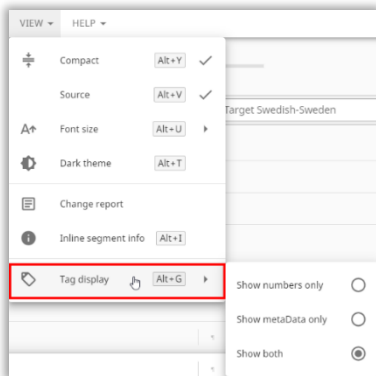 VIEW HELP
Compact Alt+Y
Source Alt+V
Target Swedish-Sweden
Font size Alt+U
Dark theme Alt+T
Change report
Inline segment info Alt+I
Tag display Alt+G
Show numbers only
Show metaData only
Show both